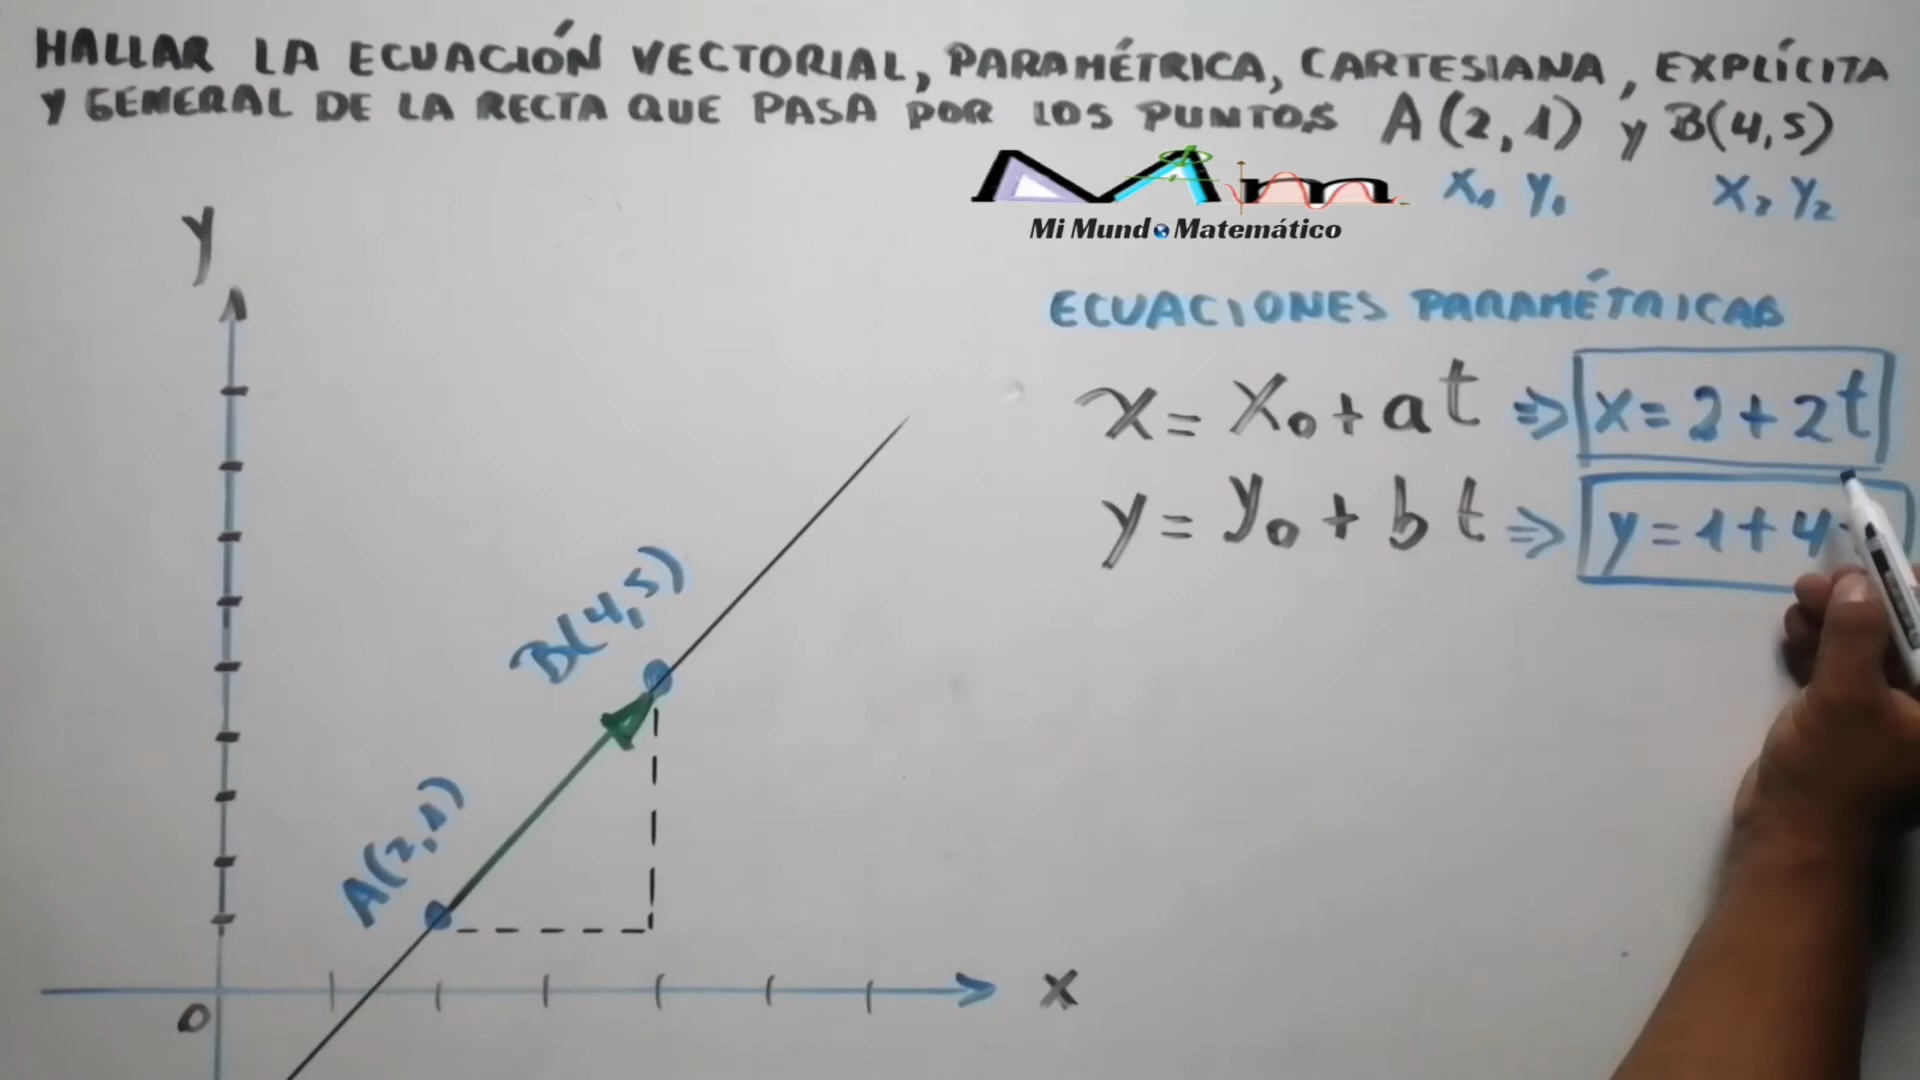 HALLAR LA ECUACIÓN VECTORIAL, PARAMÉTRICA, CARTESIANA, EXPLÍCITA
Y GENERAL DE LA RECTA QUE PASA POR LOS PUNTOS A(2,1) y B(4,5)
x₁ y₁ x₂ y₂
Mi Mundo Matemático
y
ECUACIONES PARAMÉTRICAS
x = x₀ + at ⇒ x = 2 + 2t
y = y₀ + bt ⇒ y = 1 + 4
B(4,5)
A(2,1)
x
0